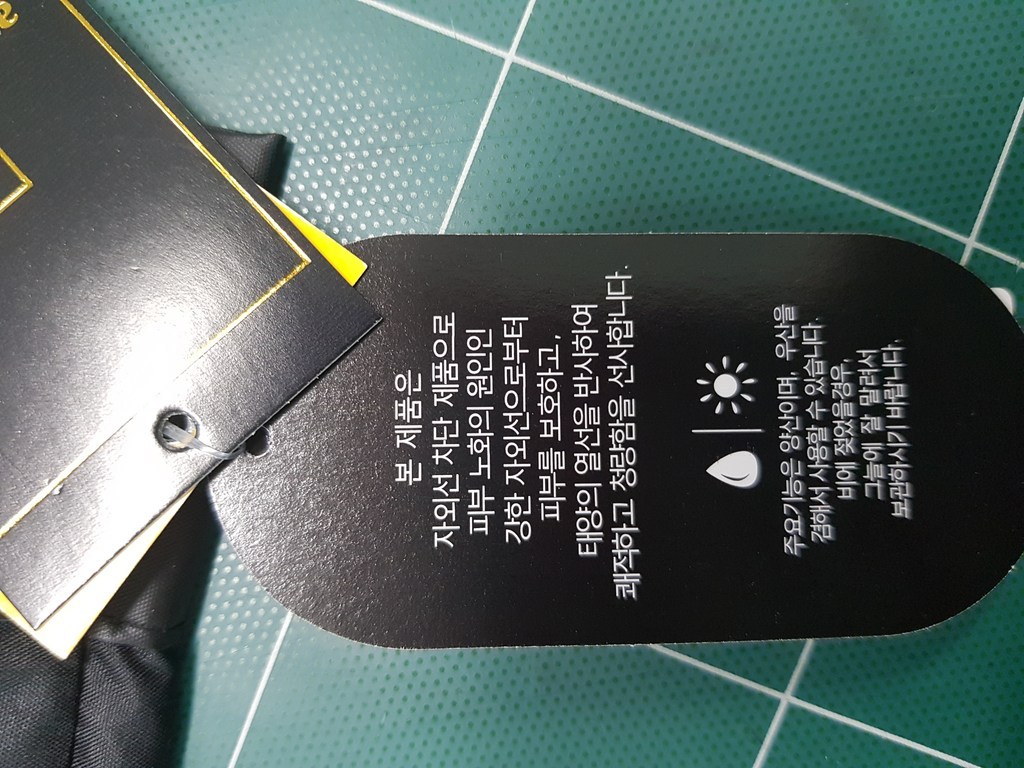 본 제품은
자외선 차단 제품으로
피부 노화의 원인인
강한 자외선으로부터
피부를 보호하고,
태양의 열선을 반사하여
쾌적하고 청량함을 선사합니다.
주요기능은 양산이며, 우산을
겸해서 사용할 수 있습니다.
비에 젖었을경우,
그늘에 잘 말려서
보관하시기 바랍니다.